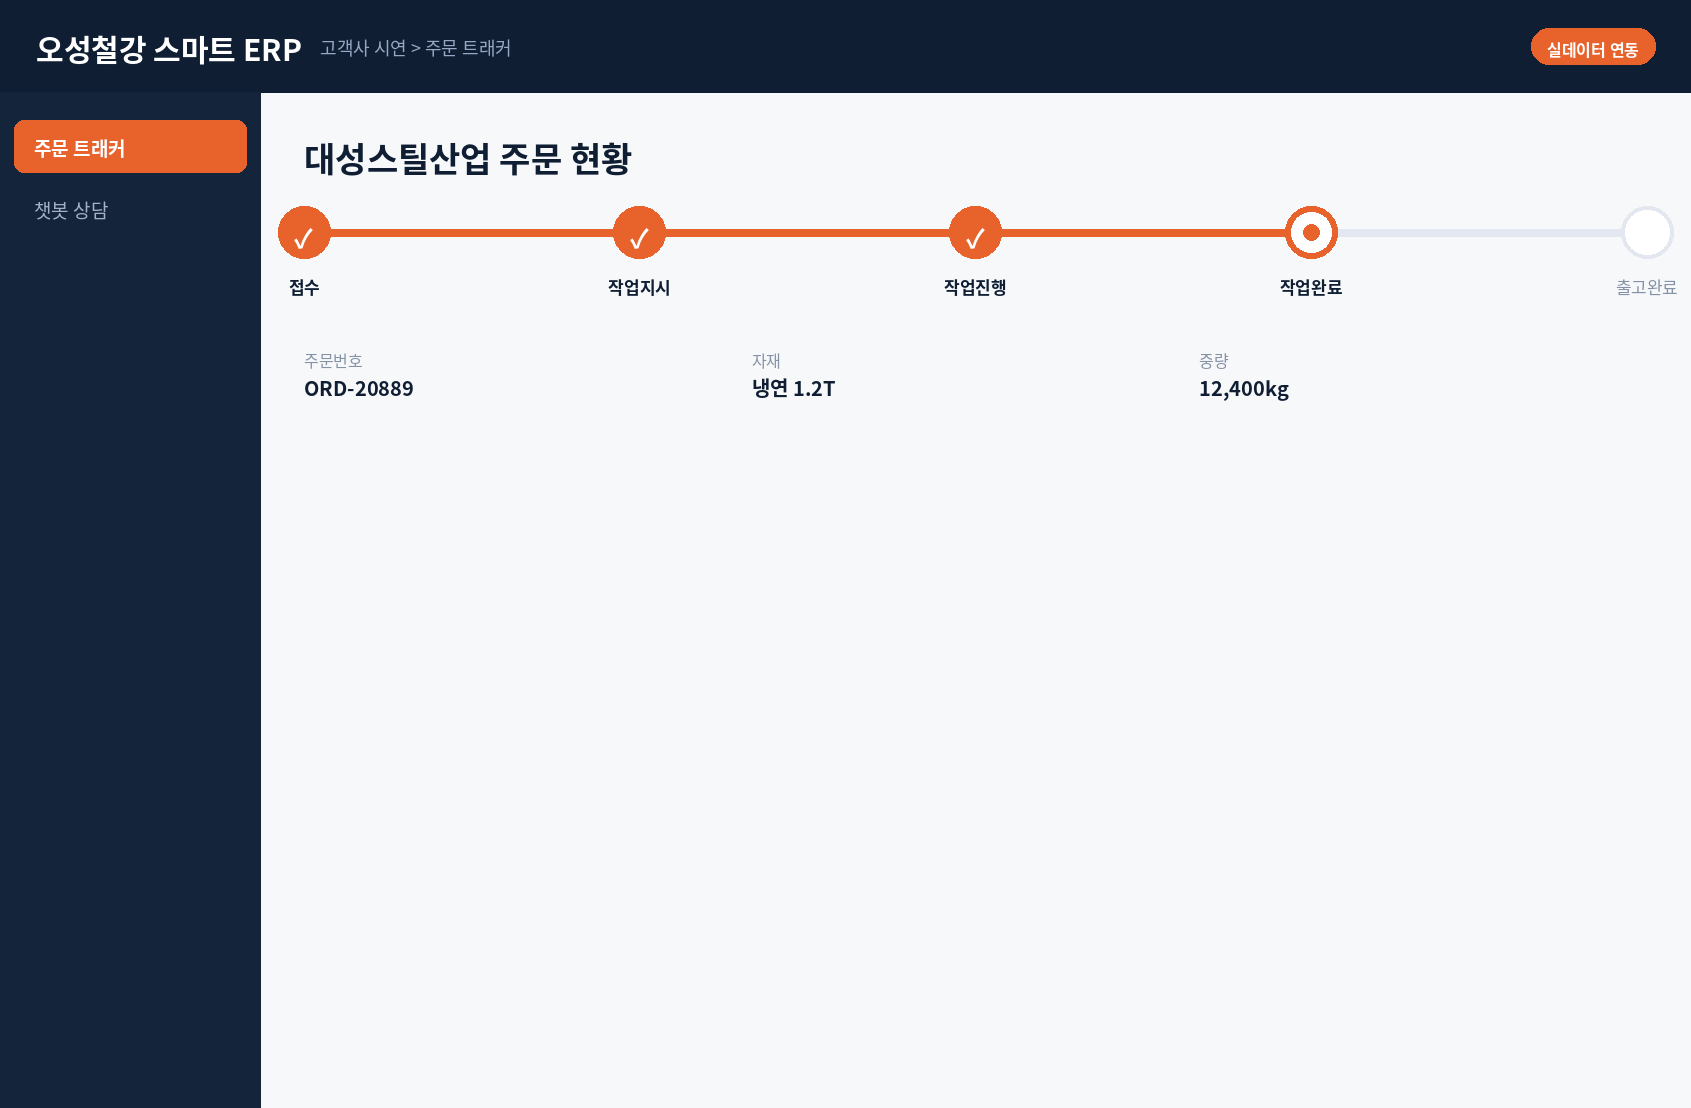 오성철강 스마트 ERP
고객사 시연 > 주문 트래커
실데이터 연동
주문 트래커
챗봇 상담
대성스틸산업 주문 현황
✓ ✓ ✓
접수 작업지시 작업진행 작업완료 출고완료
주문번호 자재 중량
ORD-20889 냉연 1.2T 12,400kg